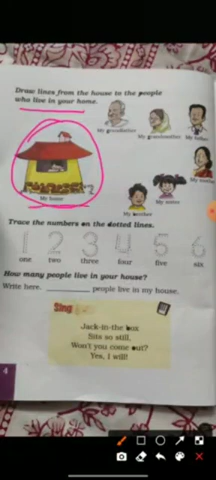 Draw lines from the house to the people
who live in your home.
My grandfather
My grandmother
My father
My mother
My brother
My sister
My house
Trace the numbers on the dotted lines.
1 2 3 4 5 6
one two three four five six
How many people live in your house?
Write here. ________ people live in my house.
Sing
Jack-in-the box
Sits so still.
Won't you come out?
Yes, I will!
4